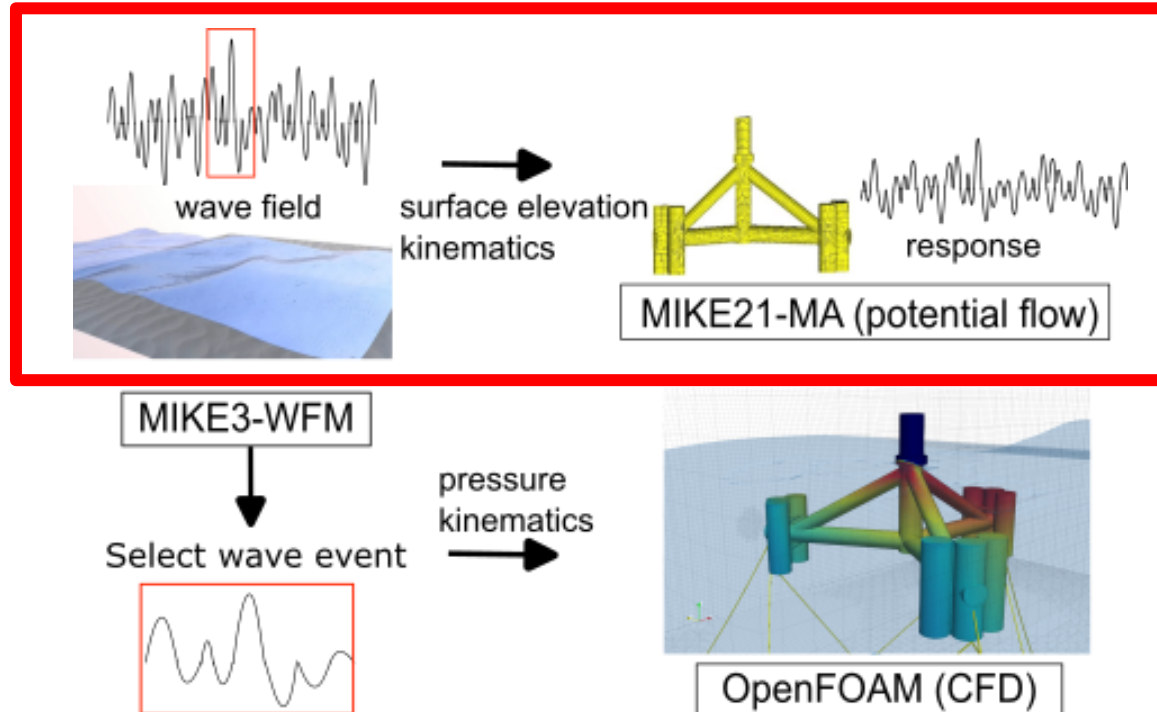 wave field
surface elevation
kinematics
response
MIKE21-MA (potential flow)
MIKE3-WFM
pressure
kinematics
Select wave event
OpenFOAM (CFD)